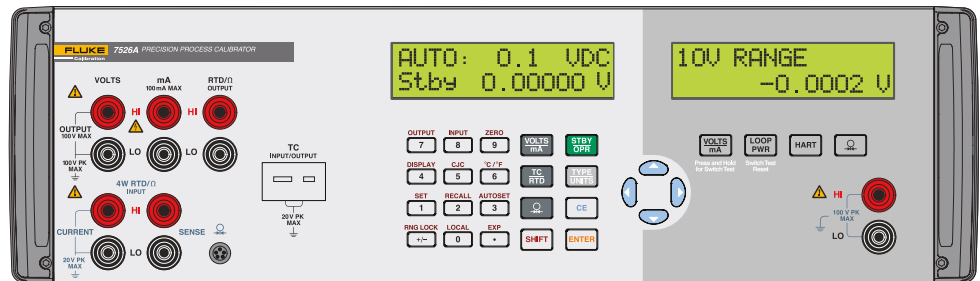 FLUKE 7526A PRECISION PROCESS CALIBRATOR
Calibration
VOLTS mA RTD/Ω
100 mA MAX OUTPUT
HI HI
OUTPUT
100 V MAX
LO LO
100 V PK
MAX
4W RTD/Ω
INPUT
HI
CURRENT SENSE
LO
20 V PK
MAX
TC
INPUT/OUTPUT
20 V PK
MAX
AUTO: 0.1 VDC
Stby 0.00000 V
OUTPUT INPUT ZERO
7 8 9 VOLTS mA STBY OPR
DISPLAY CJC °C/°F
4 5 6 TC RTD TYPE UNITS
SET RECALL AUTOSET
1 2 3 CE
RNG LOCK LOCAL EXP
+/− 0 • SHIFT ENTER
10V RANGE
-0.0002 V
VOLTS mA LOOP PWR HART
Press and Hold Switch Test
for Switch Test Reset
HI
100 V PK
MAX
LO